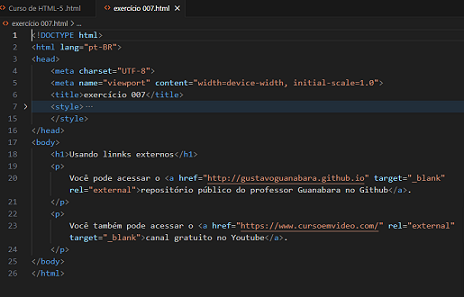 Curso de HTML-5 .html exercício 007.html
exercício 007.html > ...
1 <!DOCTYPE html>
2 <html lang="pt-BR">
3 <head>
4 <meta charset="UTF-8">
5 <meta name="viewport" content="width=device-width, initial-scale=1.0">
6 <title>exercício 007</title>
7 <style> ...
15 </style>
16 </head>
17 <body>
18 <h1>Usando linnks externos</h1>
19 <p>
20 Você pode acessar o <a href="http://gustavoguanabara.github.io" target="_blank"
rel="external">repositório público do professor Guanabara no Github</a>.
21 </p>
22 <p>
23 Você também pode acessar o <a href="https://www.cursoemvideo.com/" rel="external"
target="_blank">canal gratuito no Youtube</a>.
24 </p>
25 </body>
26 </html>